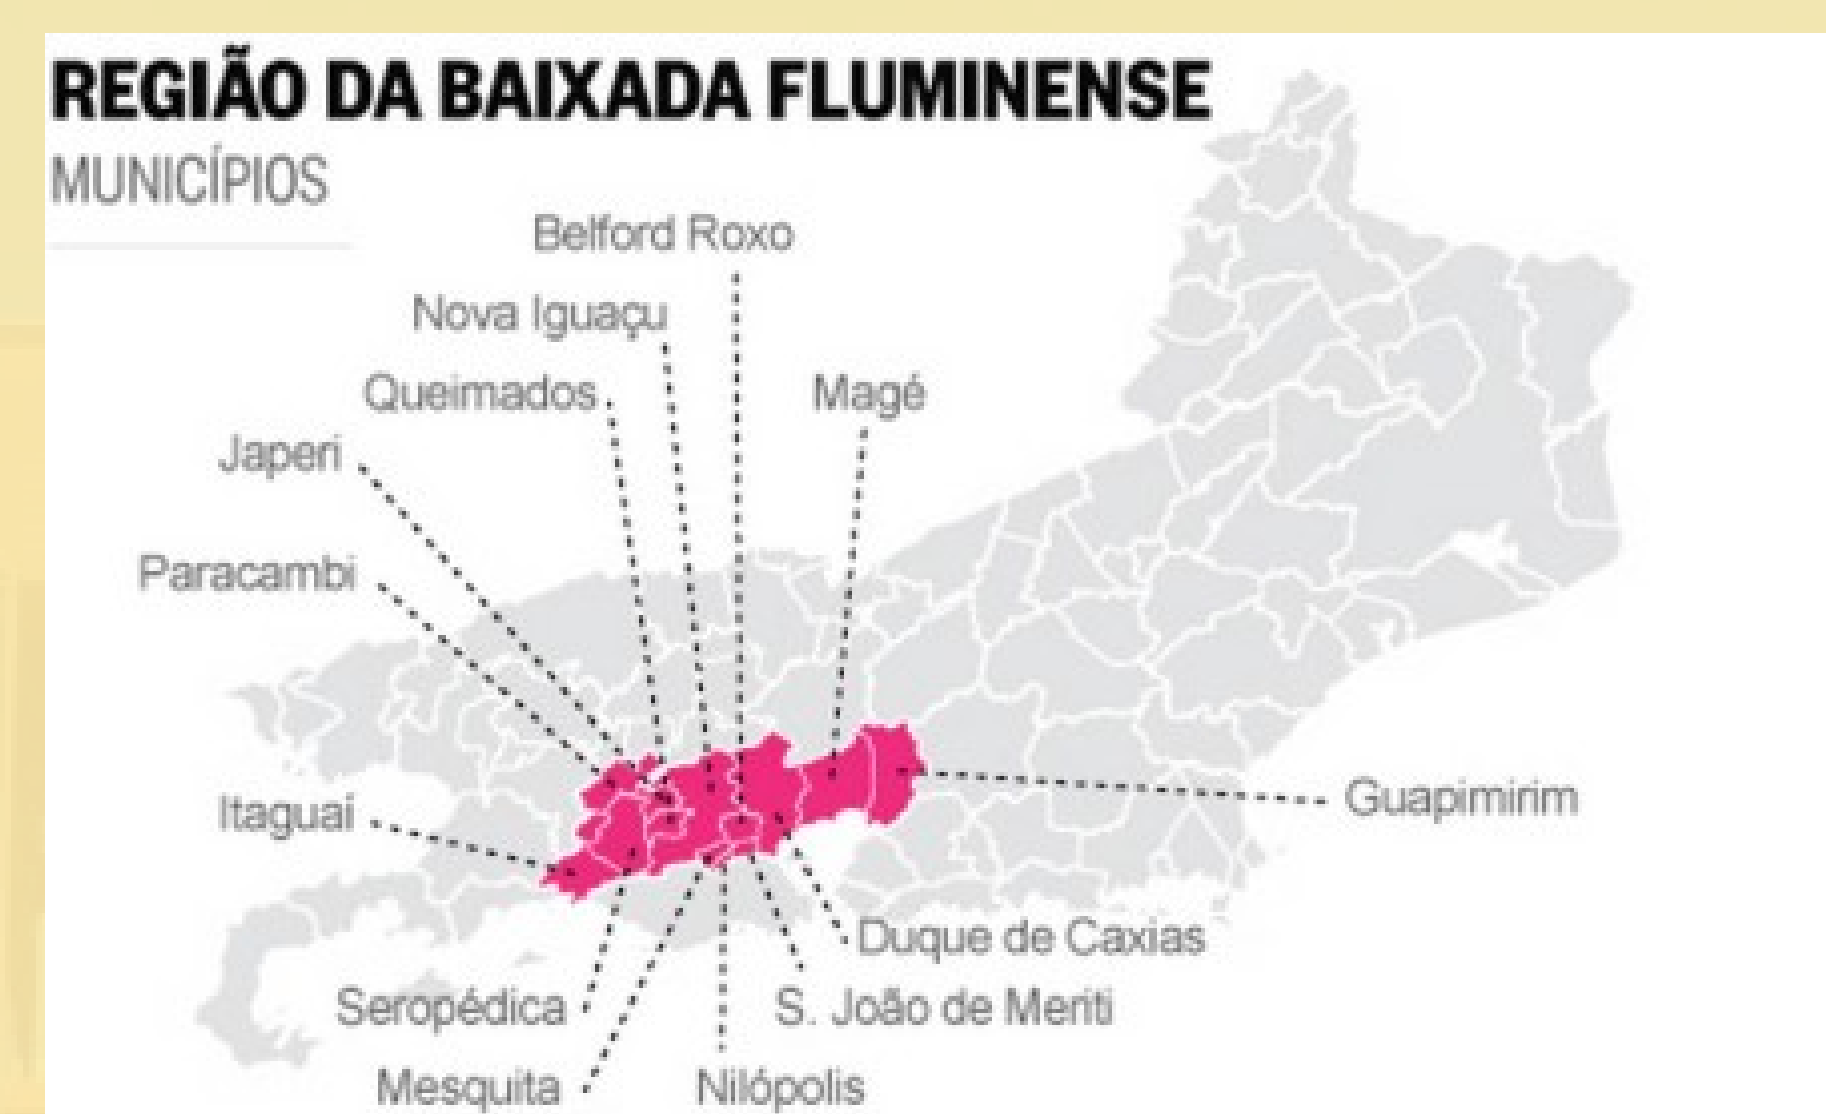 REGIÃO DA BAIXADA FLUMINENSE
MUNICÍPIOS
Belford Roxo
Nova Iguaçu
Queimados
Magé
Japeri
Paracambi
Itaguaí
Guapimirim
Duque de Caxias
Seropédica
S. João de Meriti
Mesquita
Nilópolis